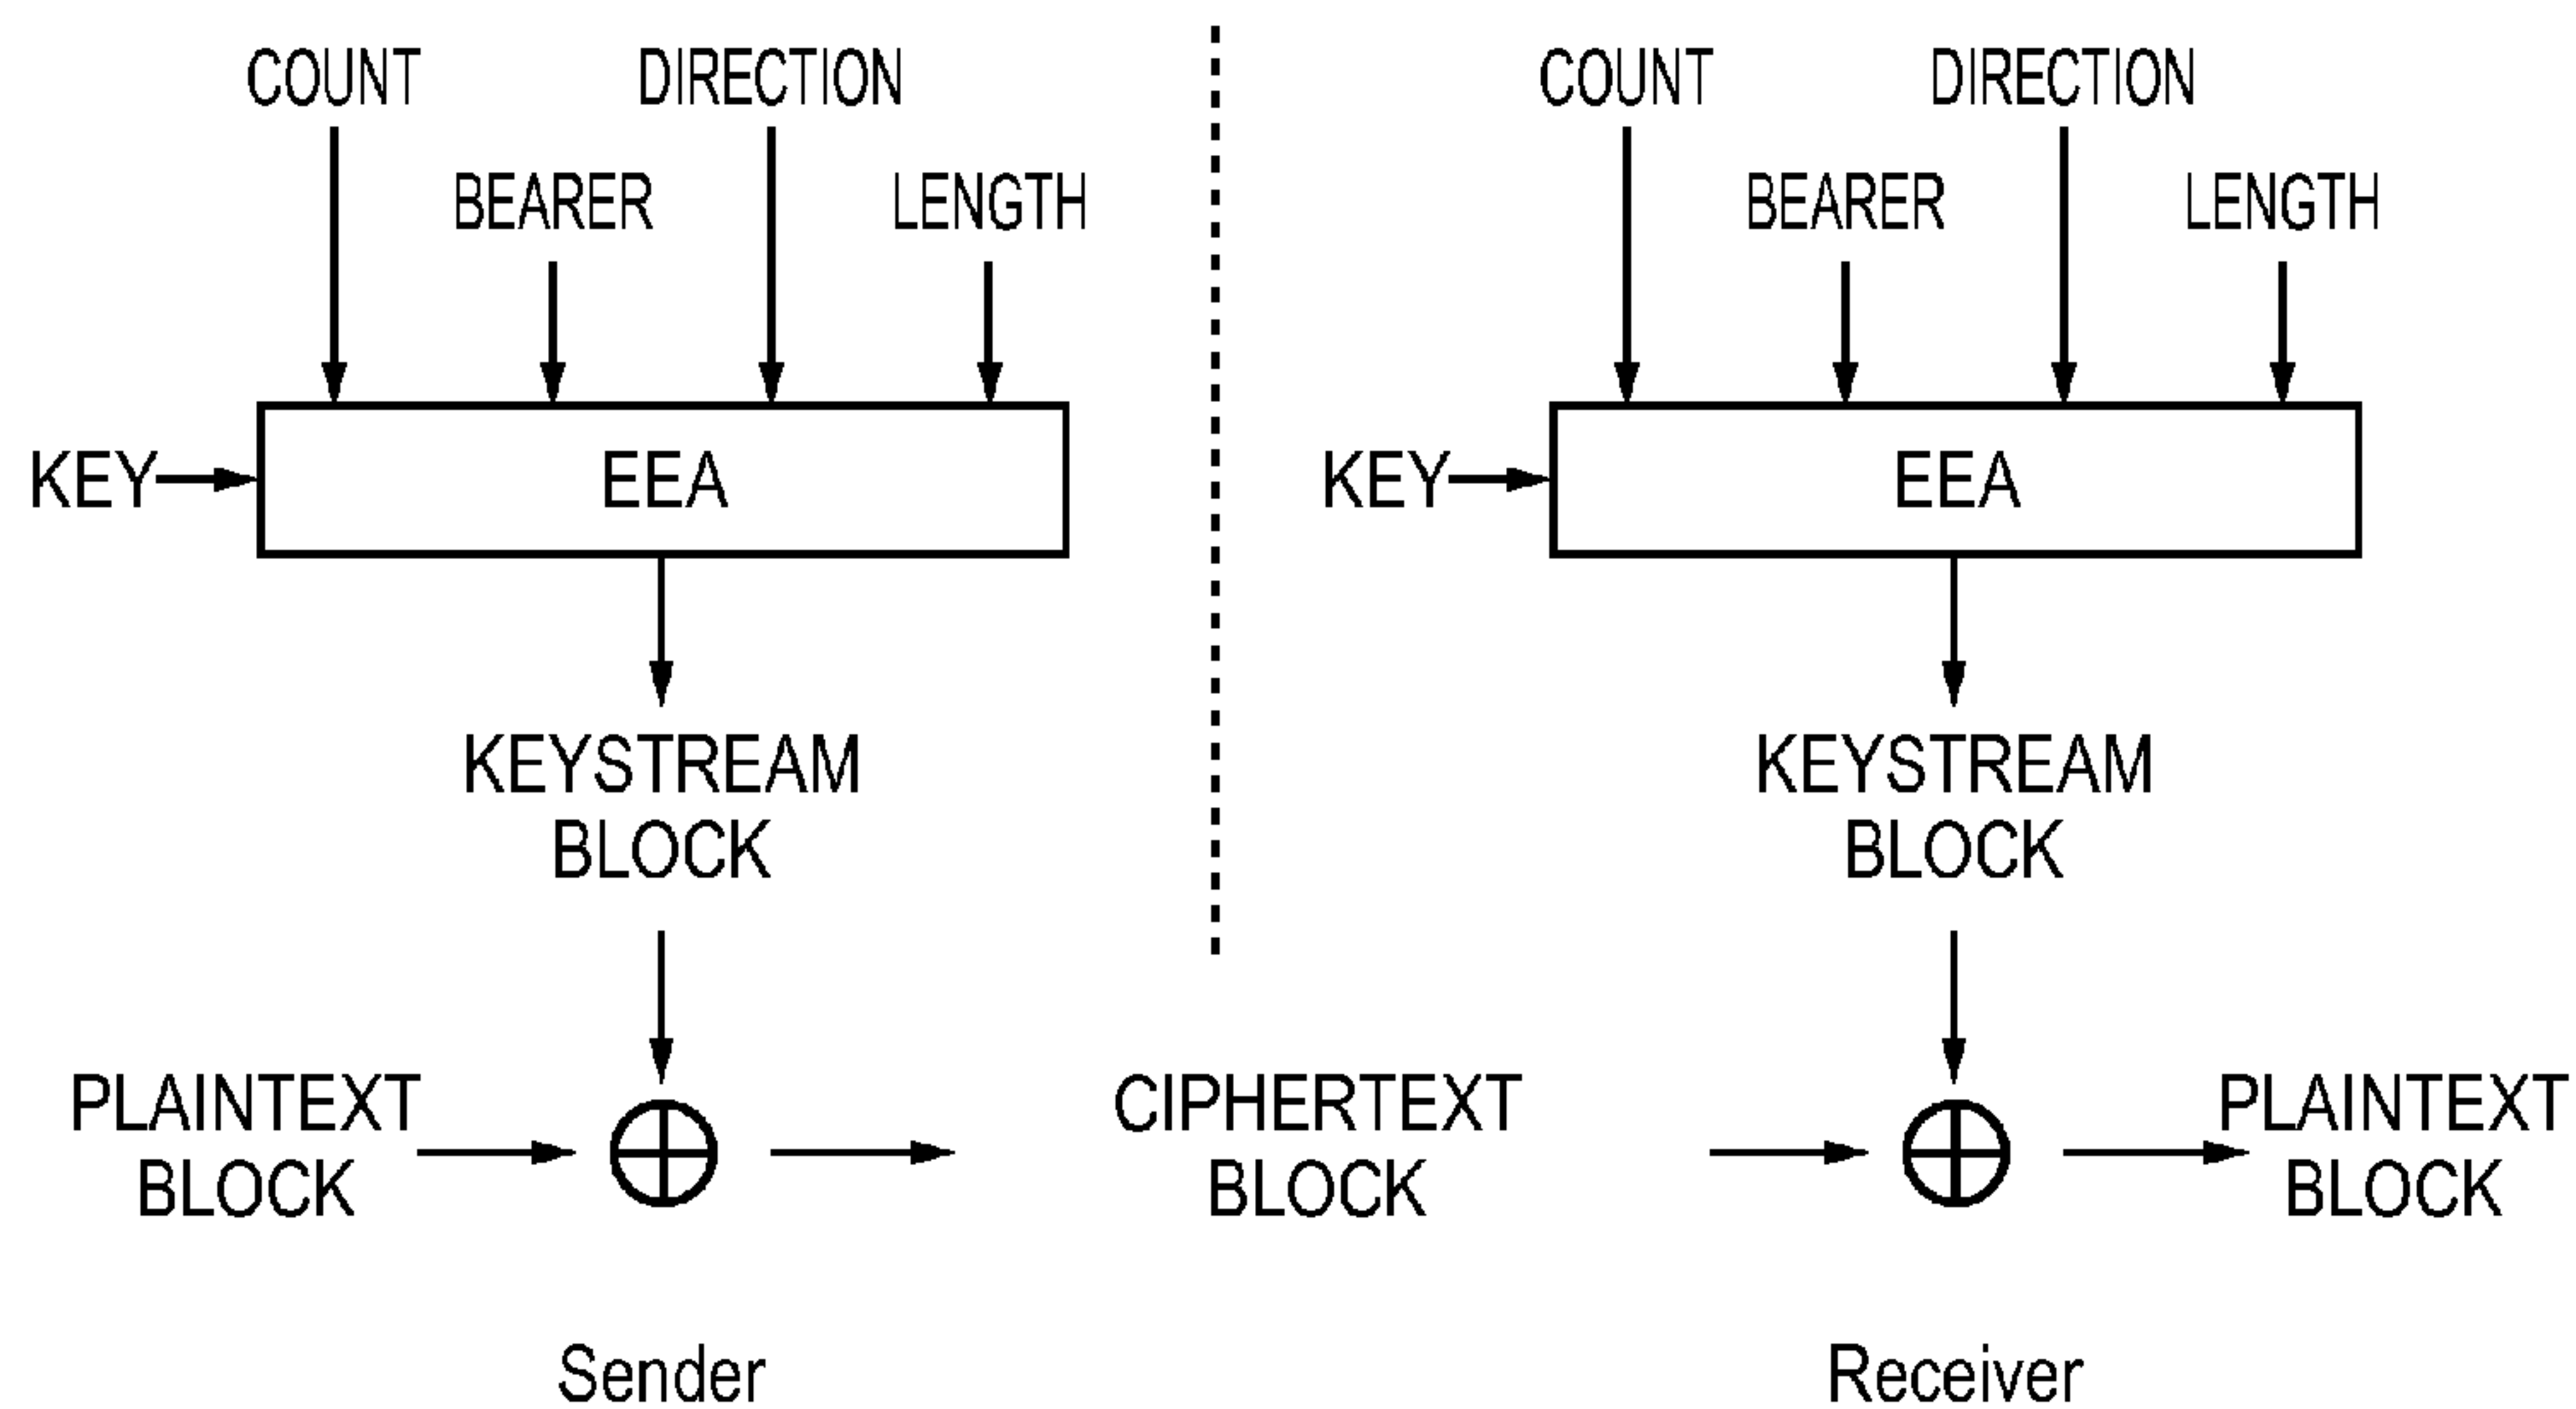 COUNT DIRECTION
BEARER LENGTH
KEY EEA
KEYSTREAM
BLOCK
PLAINTEXT
BLOCK
CIPHERTEXT
BLOCK
Sender
COUNT DIRECTION
BEARER LENGTH
KEY EEA
KEYSTREAM
BLOCK
PLAINTEXT
BLOCK
Receiver